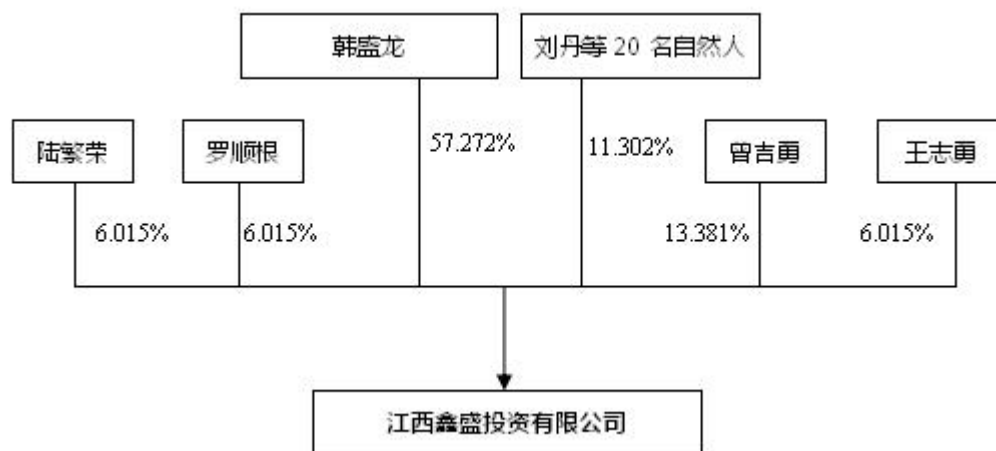 韩盛龙
刘丹等 20 名自然人
陆繁荣
罗顺根
57.272%
11.302%
曾吉勇
王志勇
6.015%
6.015%
13.381%
6.015%
江西鑫盛投资有限公司